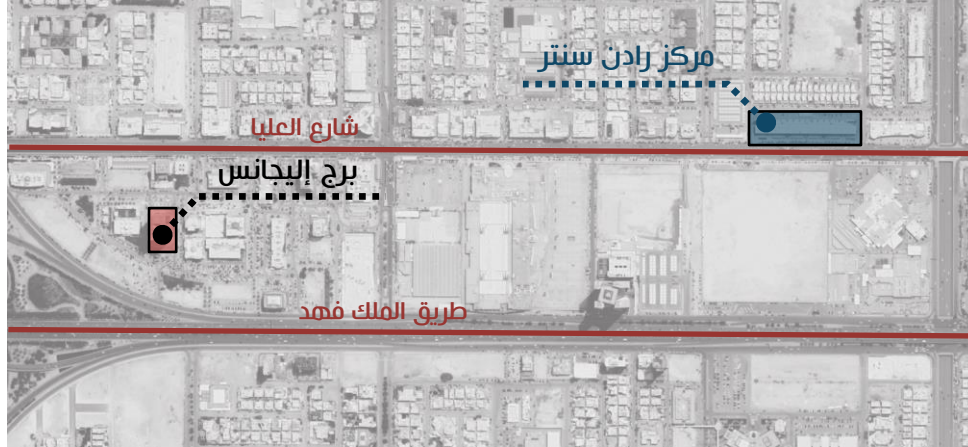 مركز رادن سنتر
شارع العليا
برج إليجانس
طريق الملك فهد